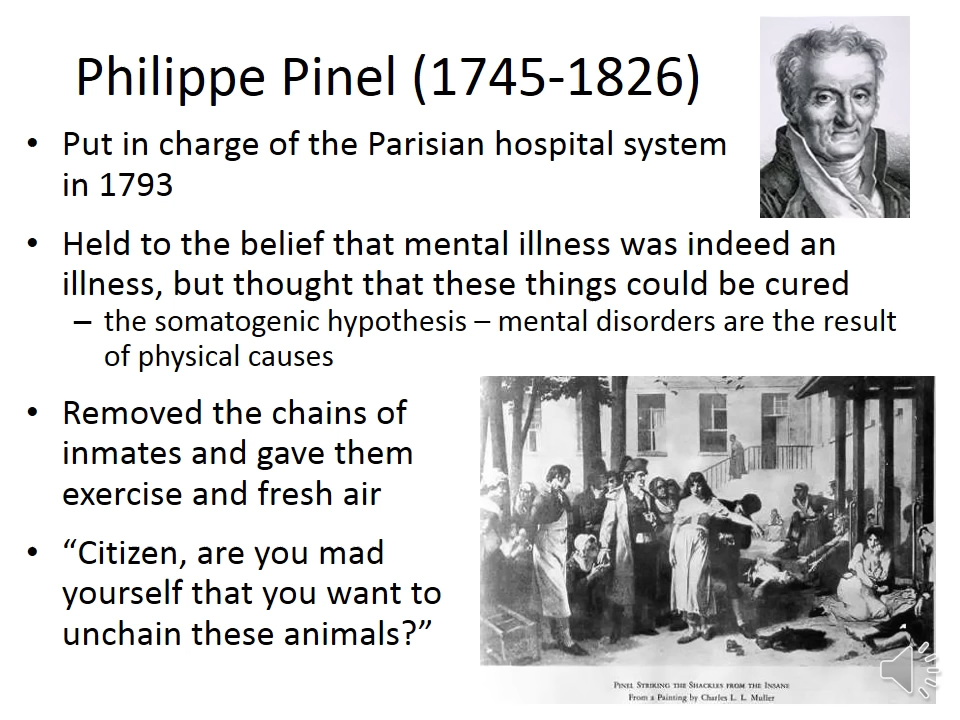 Philippe Pinel (1745-1826)
• Put in charge of the Parisian hospital system
in 1793
• Held to the belief that mental illness was indeed an
illness, but thought that these things could be cured
– the somatogenic hypothesis – mental disorders are the result
of physical causes
• Removed the chains of
inmates and gave them
exercise and fresh air
• “Citizen, are you mad
yourself that you want to
unchain these animals?”
Pinel Striking the Shackles from the Insane
From a Painting by Charles L. L. Muller